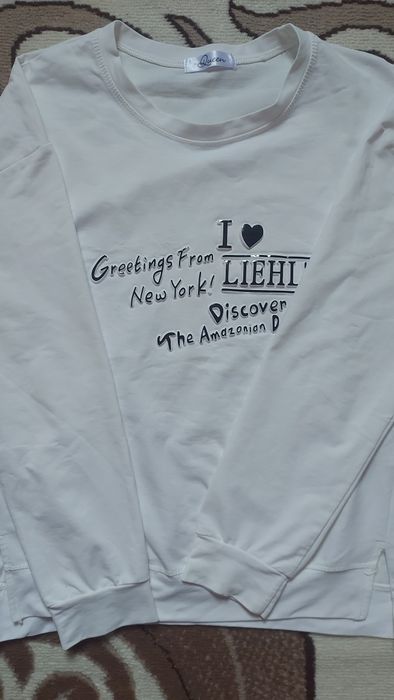 Queen
I ♥
Greetings From
New York!
LIEHL'
Discover
The Amazonian D